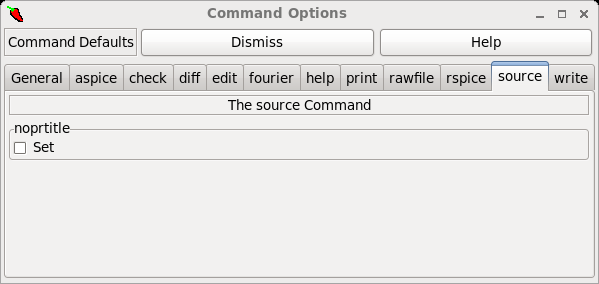 Command Options
Command Defaults Dismiss Help
General aspice check diff edit fourier help print rawfile rspice source write
The source Command
noprtitle
Set